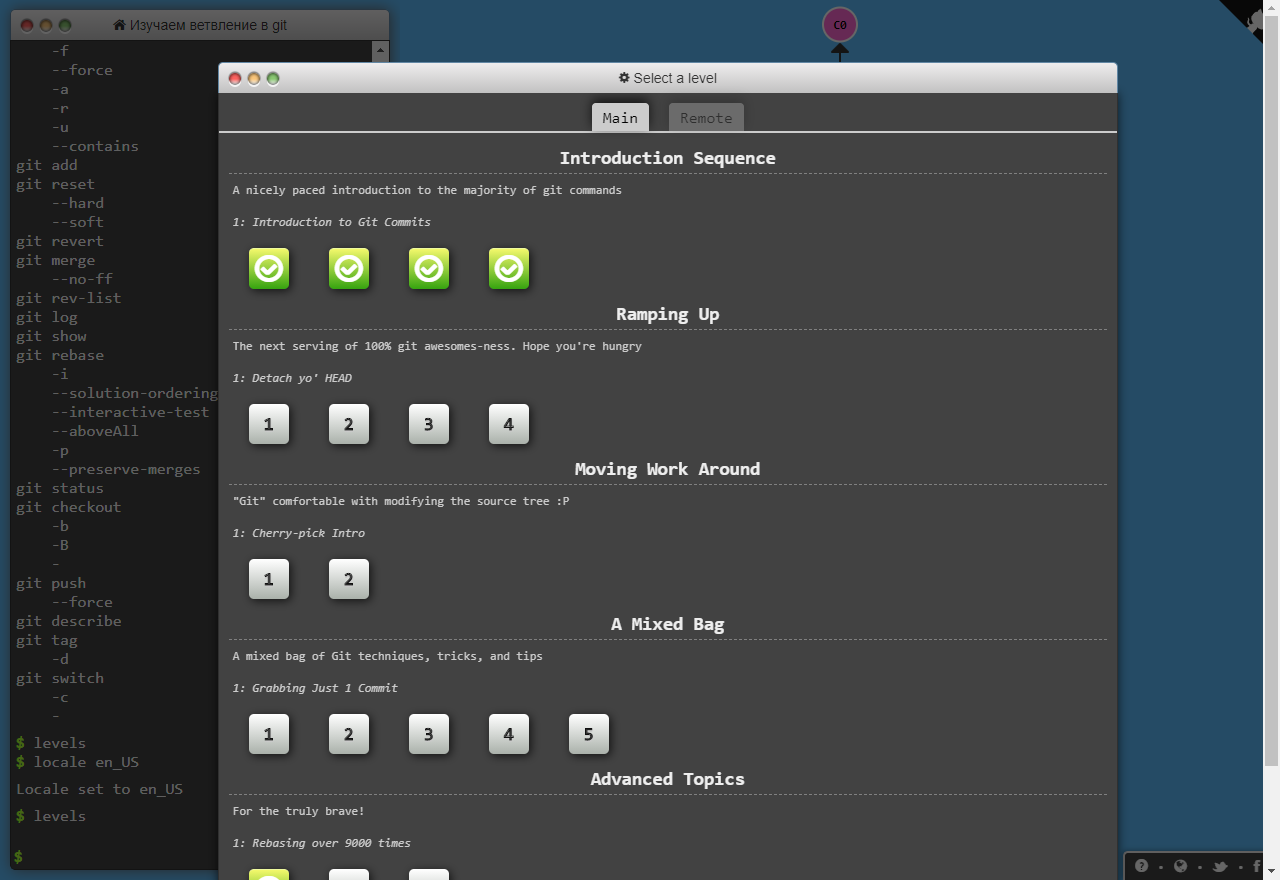 Изучаем ветвление в git
-f
--force
-a
-r
-u
--contains
git add
git reset
--hard
--soft
git revert
git merge
--no-ff
git rev-list
git log
git show
git rebase
-i
--solution-ordering
--interactive-test
--aboveAll
-p
--preserve-merges
git status
git checkout
-b
-B
-
git push
--force
git describe
git tag
-d
git switch
-c
-
$ levels
$ locale en_US
Locale set to en_US
$ levels
$
C0
Select a level
Main Remote
Introduction Sequence
A nicely paced introduction to the majority of git commands
1: Introduction to Git Commits
Ramping Up
The next serving of 100% git awesomes-ness. Hope you're hungry
1: Detach yo' HEAD
1 2 3 4
Moving Work Around
"Git" comfortable with modifying the source tree :P
1: Cherry-pick Intro
1 2
A Mixed Bag
A mixed bag of Git techniques, tricks, and tips
1: Grabbing Just 1 Commit
1 2 3 4 5
Advanced Topics
For the truly brave!
1: Rebasing over 9000 times